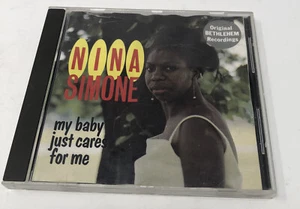 NINA
SIMONE
Original
BETHLEHEM
Recordings
my baby
just cares
for me